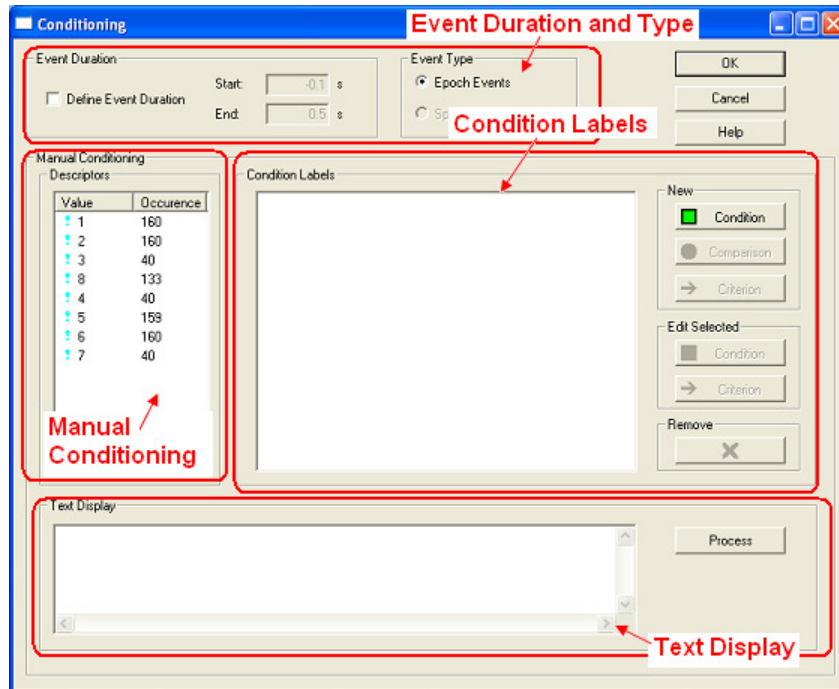 Conditioning
Event Duration and Type
Event Duration
Define Event Duration
Start: -0.1 s
End: 0.5 s
Event Type
Epoch Events
OK
Cancel
Help
Condition Labels
Manual Conditioning
Descriptors
Value Occurence
1 160
2 160
3 40
8 133
4 40
5 159
6 160
7 40
Manual
Conditioning
Condition Labels
New
Condition
Comparison
Criterion
Edit Selected
Condition
Criterion
Remove
Text Display
Process
Text Display